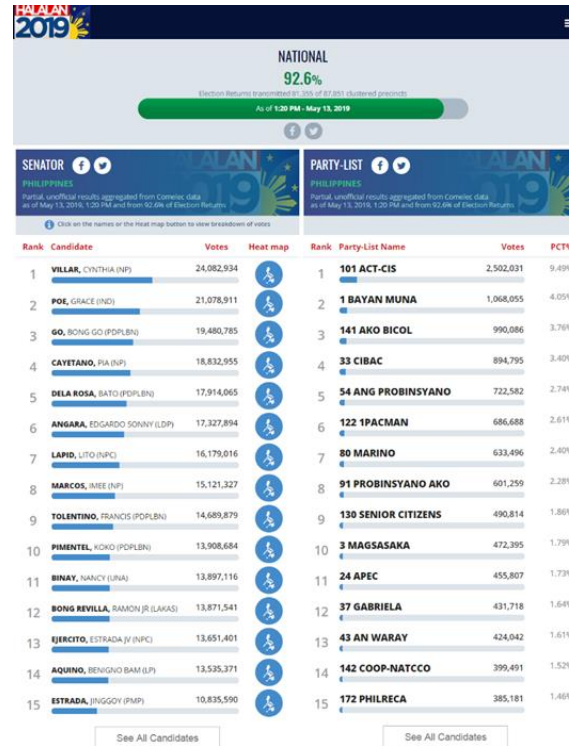 HALALAN
2019
NATIONAL
92.6%
Election Returns transmitted 81,355 of 87,851 clustered precincts
As of 1:20 PM - May 13, 2019
SENATOR
PHILIPPINES
Partial, unofficial results aggregated from Comelec data
as of May 13, 2019, 1:20 PM and from 92.6% of Election Returns
Click on the names or the Heat map button to view breakdown of votes
Rank Candidate Votes Heat map
1 VILLAR, CYNTHIA (NP) 24,082,934
2 POE, GRACE (IND) 21,078,911
3 GO, BONG GO (PDPLBN) 19,480,785
4 CAYETANO, PIA (NP) 18,832,955
5 DELA ROSA, BATO (PDPLBN) 17,914,065
6 ANGARA, EDGARDO SONNY (LDP) 17,327,894
7 LAPID, LITO (NPC) 16,179,016
8 MARCOS, IMEE (NP) 15,121,327
9 TOLENTINO, FRANCIS (PDPLBN) 14,689,879
10 PIMENTEL, KOKO (PDPLBN) 13,908,684
11 BINAY, NANCY (UNA) 13,897,116
12 BONG REVILLA, RAMON JR (LAKAS) 13,871,541
13 EJERCITO, ESTRADA JV (NPC) 13,651,401
14 AQUINO, BENIGNO BAM (LP) 13,535,371
15 ESTRADA, JINGGOY (PMP) 10,835,590
See All Candidates
PARTY-LIST
PHILIPPINES
Partial, unofficial results aggregated from Comelec data
as of May 13, 2019, 1:20 PM and from 92.6% of Election Returns
Rank Party-List Name Votes PCT%
1 101 ACT-CIS 2,502,031 9.49%
2 1 BAYAN MUNA 1,068,055 4.05%
3 141 AKO BICOL 990,086 3.76%
4 33 CIBAC 894,795 3.40%
5 54 ANG PROBINSYANO 722,582 2.74%
6 122 1PACMAN 686,688 2.61%
7 80 MARINO 633,496 2.40%
8 91 PROBINSYANO AKO 601,259 2.28%
9 130 SENIOR CITIZENS 490,814 1.86%
10 3 MAGSASAKA 472,395 1.79%
11 24 APEC 455,807 1.73%
12 37 GABRIELA 431,718 1.64%
13 43 AN WARAY 424,042 1.61%
14 142 COOP-NATCCO 399,491 1.52%
15 172 PHILRECA 385,181 1.46%
See All Candidates